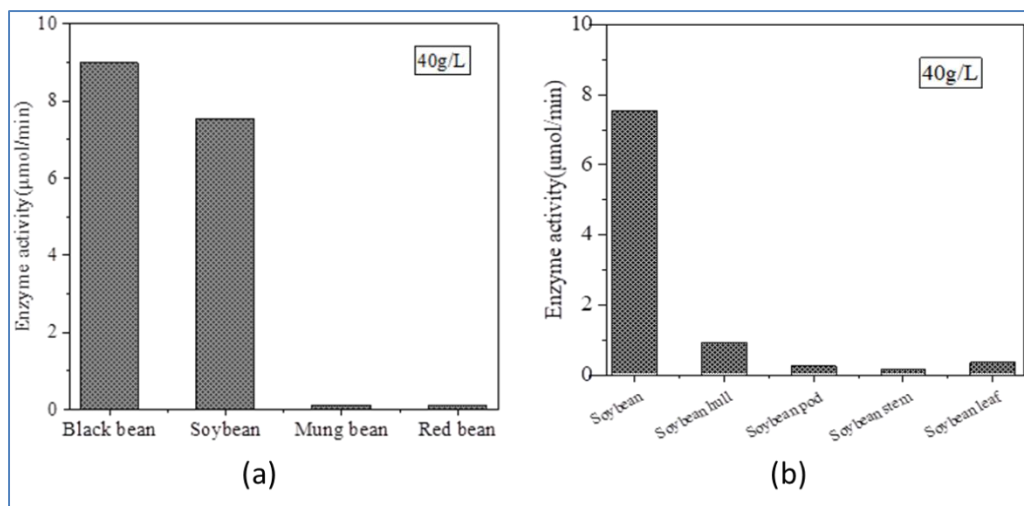 10
8
6
4
2
0
Enzyme activity(μmol/min)
40g/L
Black bean Soybean Mung bean Red bean
(a)
10
8
6
4
2
0
Enzyme activity(μmol/min)
40g/L
Soybean Soybean hull Soybean pod Soybean stem Soybean leaf
(b)